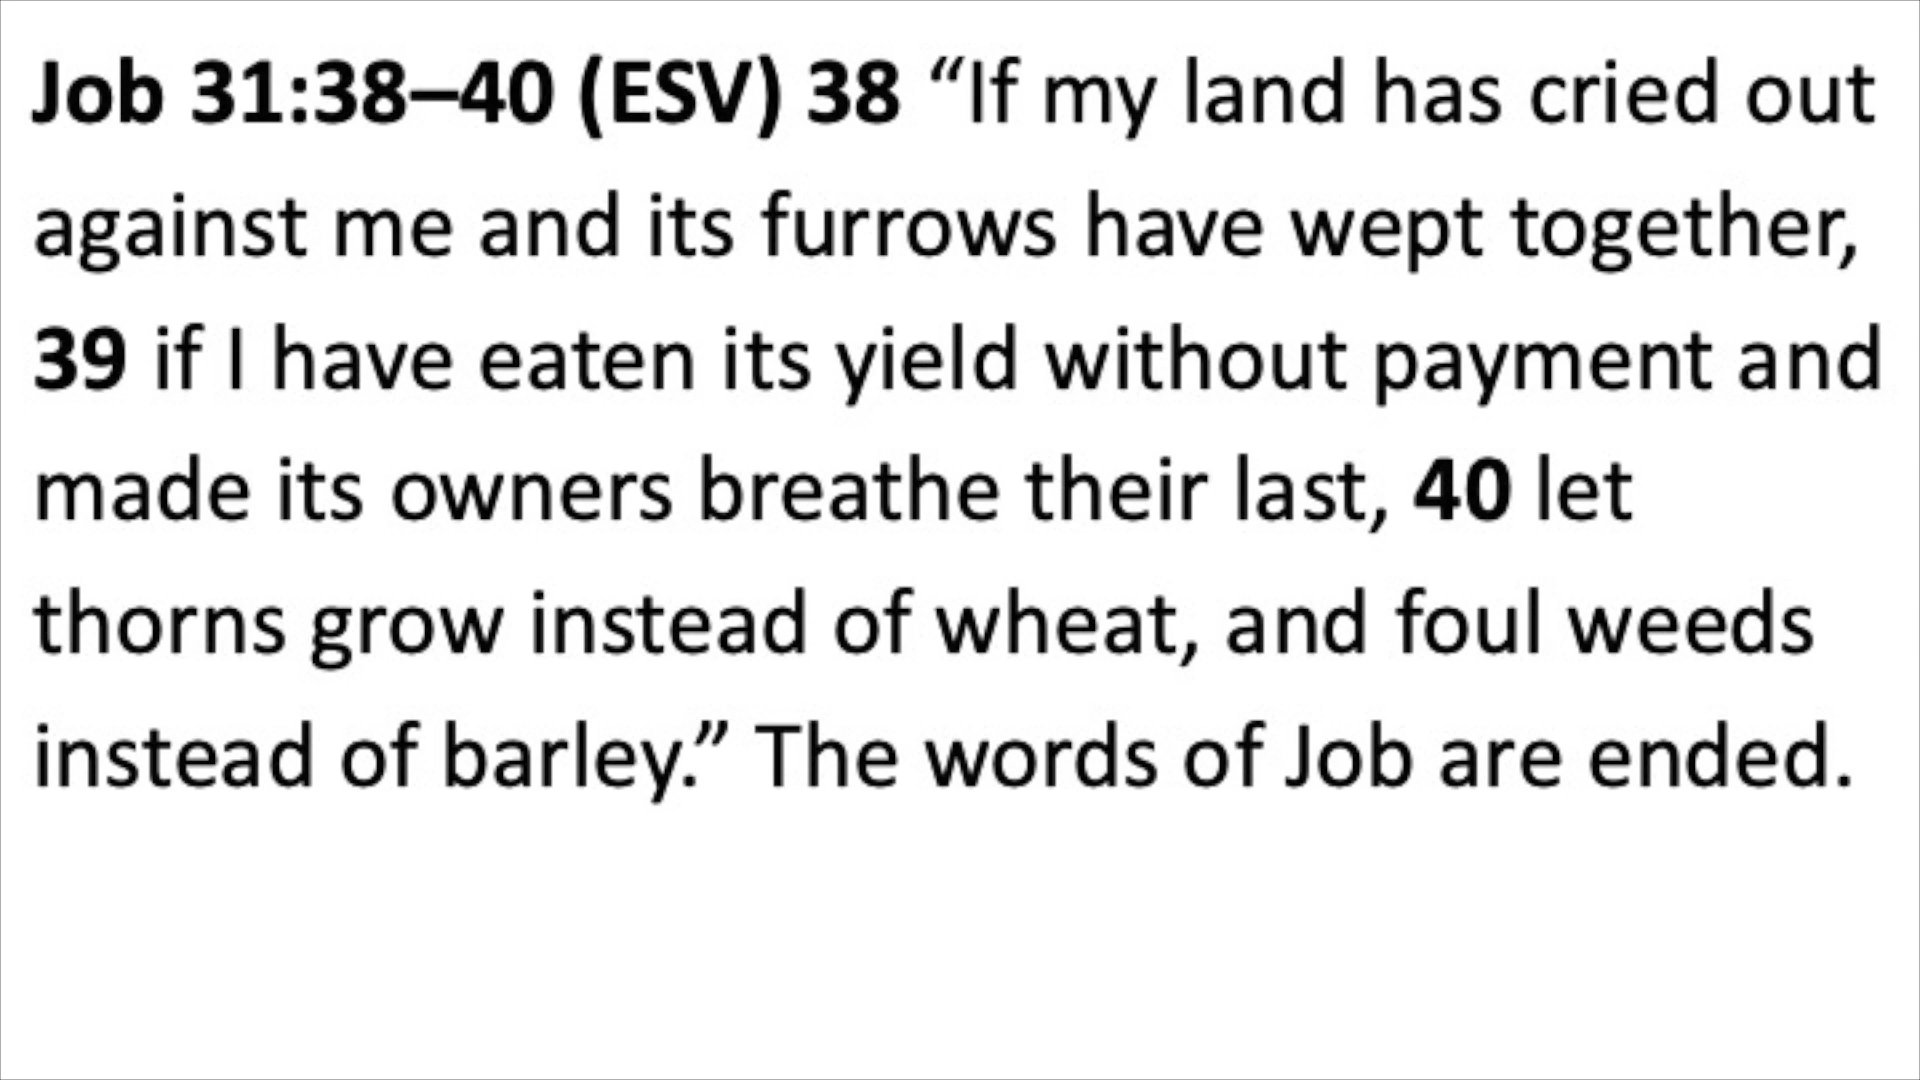 Job 31:38–40 (ESV) 38 “If my land has cried out
against me and its furrows have wept together,
39 if I have eaten its yield without payment and
made its owners breathe their last, 40 let
thorns grow instead of wheat, and foul weeds
instead of barley.” The words of Job are ended.